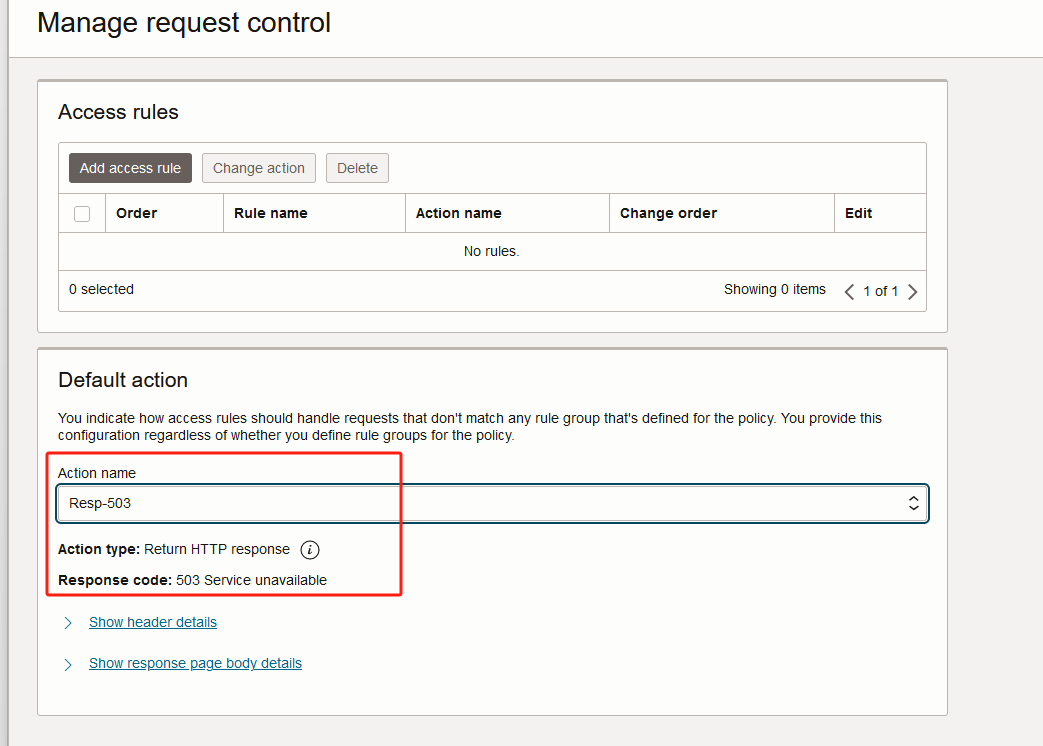 Manage request control
Access rules
Add access rule Change action Delete
Order Rule name Action name Change order Edit
No rules.
0 selected Showing 0 items 1 of 1
Default action
You indicate how access rules should handle requests that don't match any rule group that's defined for the policy. You provide this
configuration regardless of whether you define rule groups for the policy.
Action name
Resp-503
Action type: Return HTTP response i
Response code: 503 Service unavailable
Show header details
Show response page body details